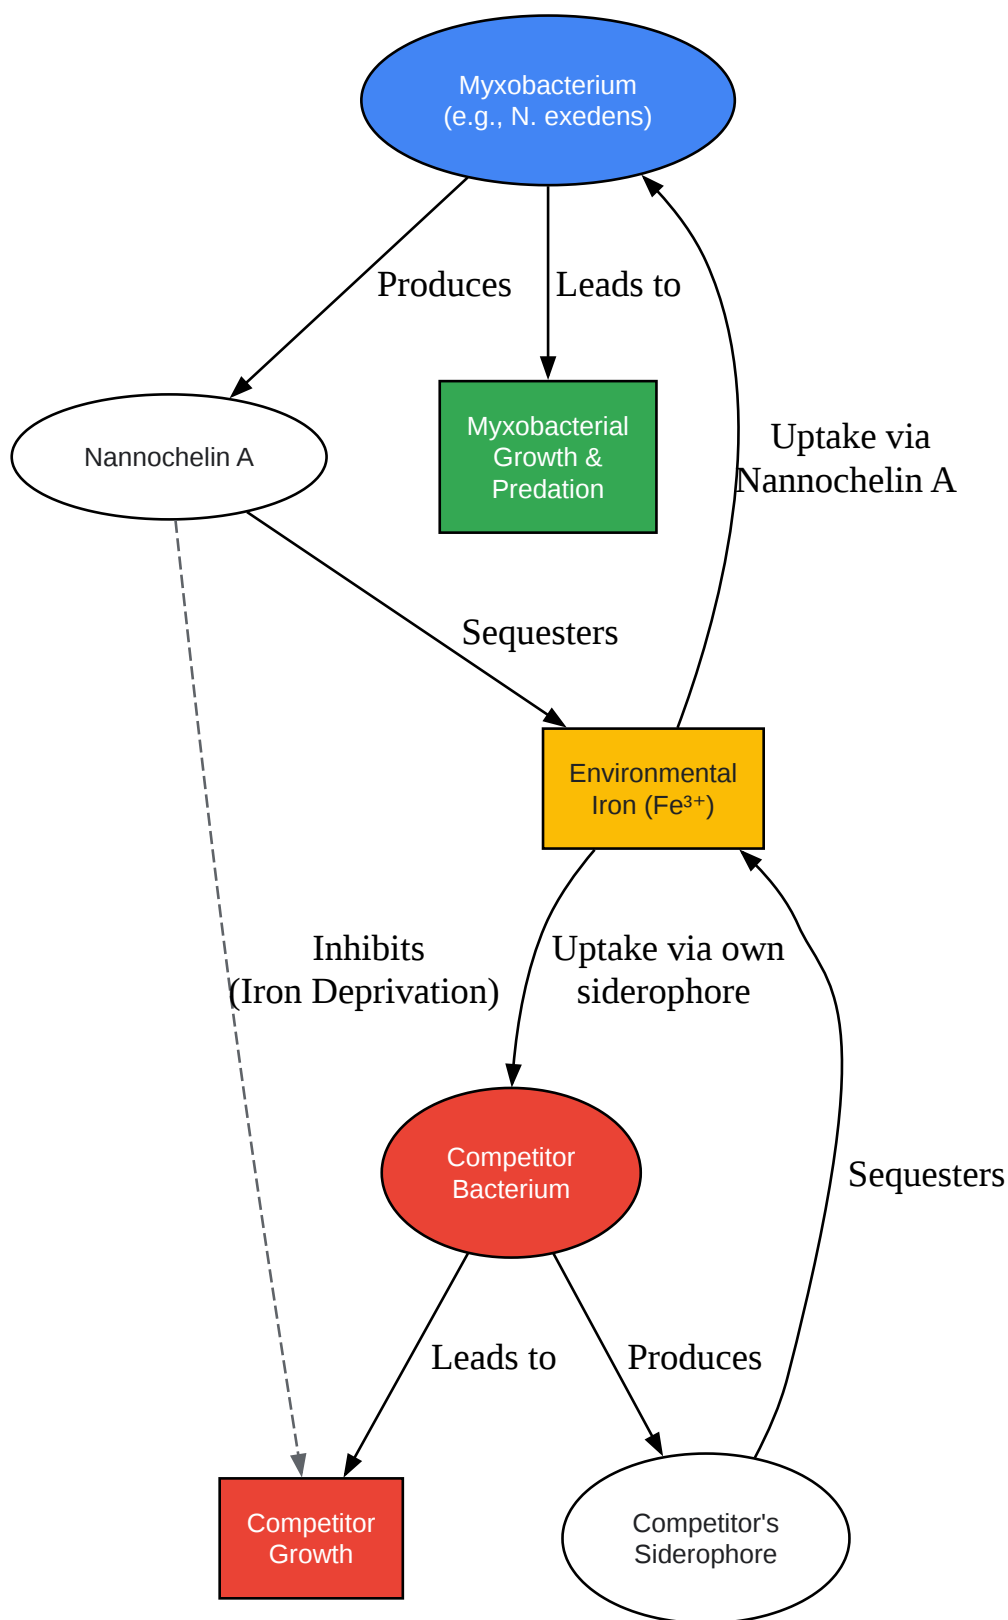 Myxobacterium
(e.g., N. exedens)
Produces
Leads to
Myxobacterial
Growth &
Predation
Uptake via
Nannochelin A
Nannochelin A
Sequesters
Environmental
Iron (Fe³⁺)
Inhibits
(Iron Deprivation)
Uptake via own
siderophore
Competitor
Bacterium
Sequesters
Leads to
Produces
Competitor
Growth
Competitor's
Siderophore